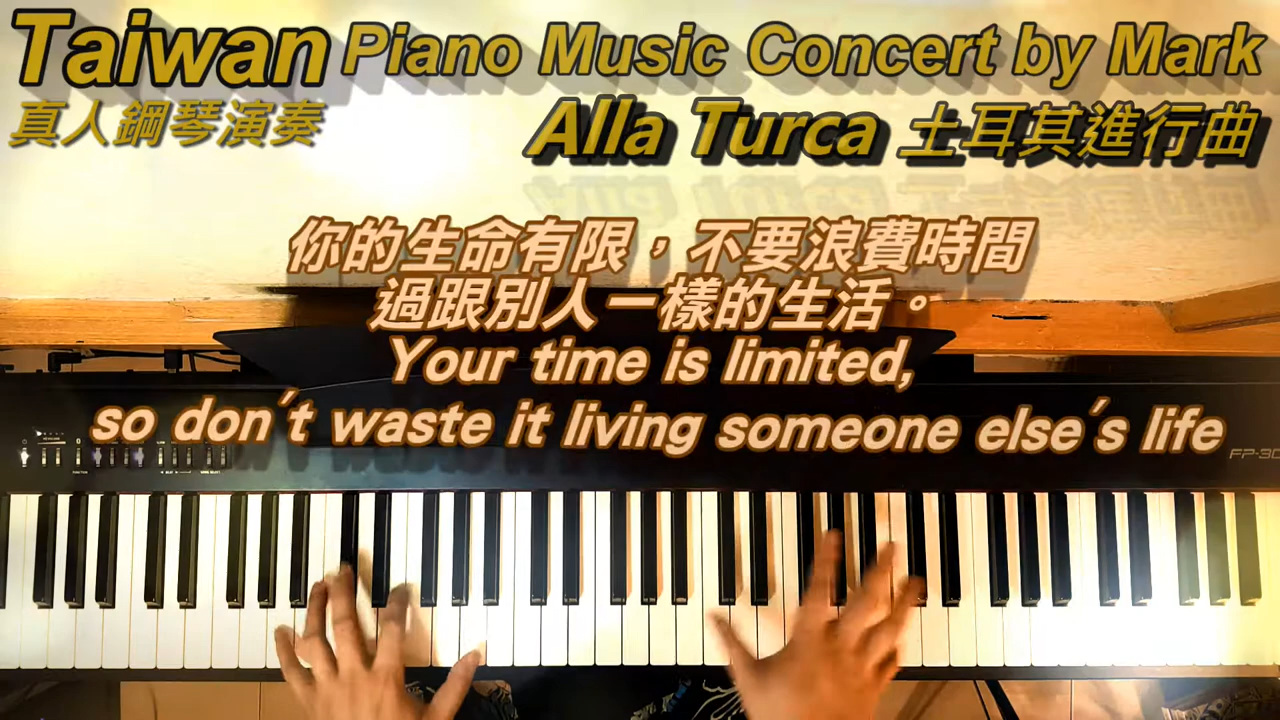 Taiwan Piano Music Concert by Mark
真人鋼琴演奏
Alla Turca 土耳其進行曲
你的生命有限，不要浪費時間
過跟別人一樣的生活。
Your time is limited,
so don't waste it living someone else's life
FP-30